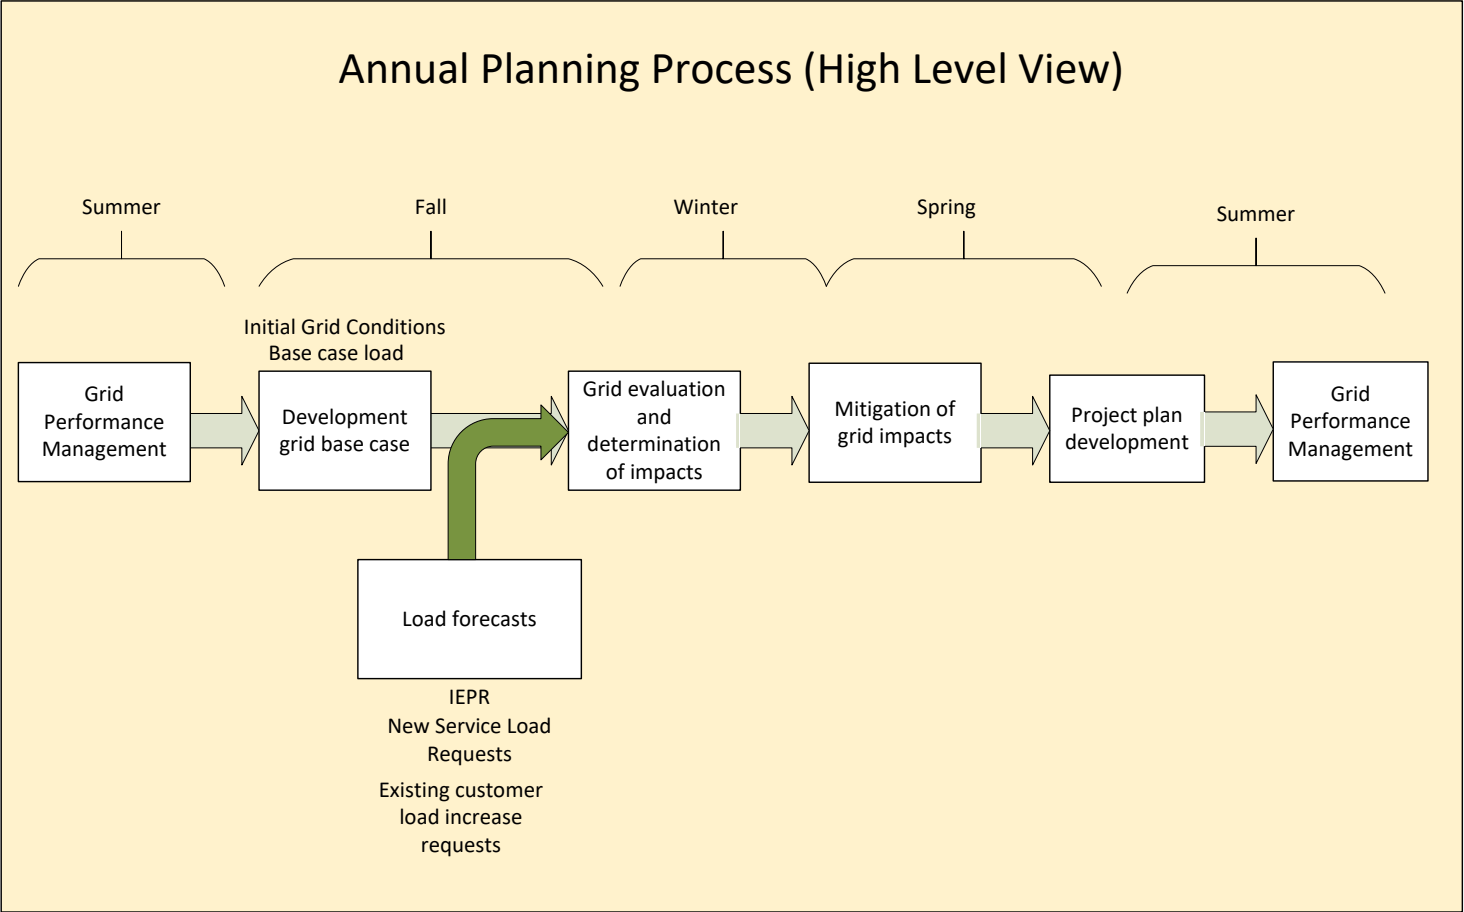 Annual Planning Process (High Level View)
Summer
Fall
Winter
Spring
Summer
Initial Grid Conditions
Base case load
Grid
Performance
Management
Development
grid base case
Grid evaluation
and
determination
of impacts
Mitigation of
grid impacts
Project plan
development
Grid
Performance
Management
Load forecasts
IEPR
New Service Load
Requests
Existing customer
load increase
requests